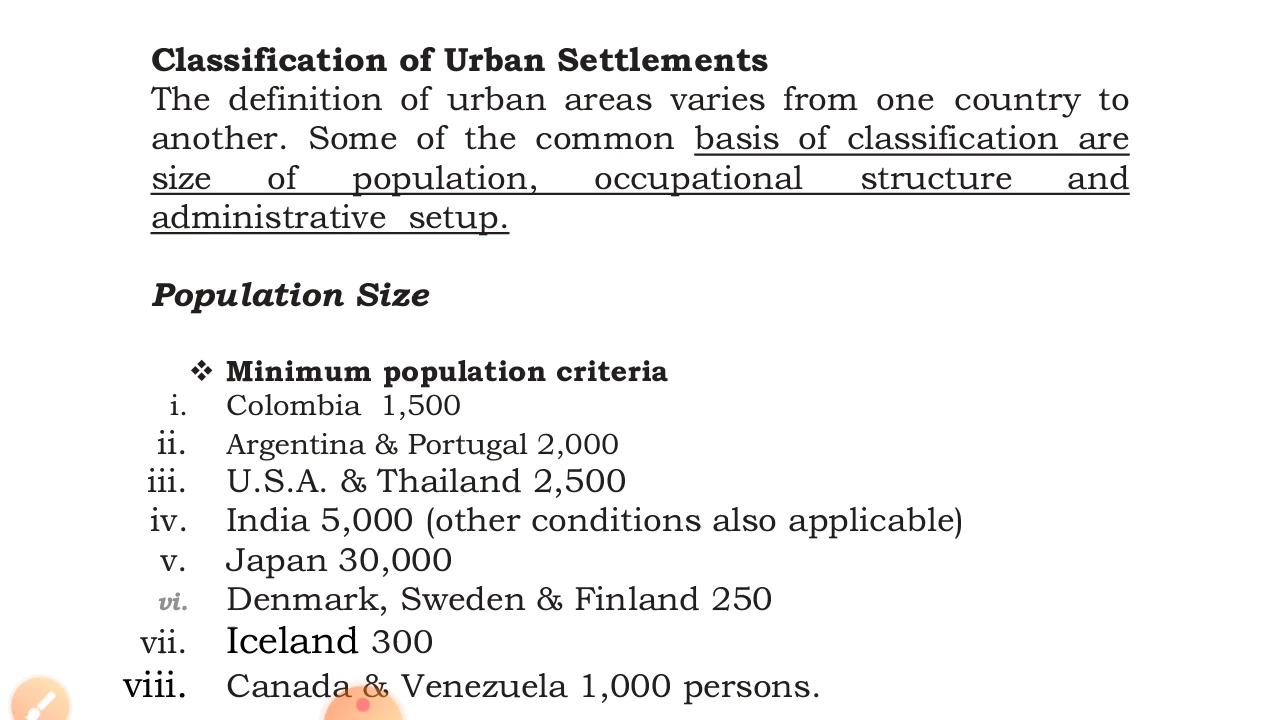 Classification of Urban Settlements
The definition of urban areas varies from one country to
another. Some of the common basis of classification are
size of population, occupational structure and
administrative setup.
Population Size
❖ Minimum population criteria
i. Colombia 1,500
ii. Argentina & Portugal 2,000
iii. U.S.A. & Thailand 2,500
iv. India 5,000 (other conditions also applicable)
v. Japan 30,000
vi. Denmark, Sweden & Finland 250
vii. Iceland 300
viii. Canada & Venezuela 1,000 persons.